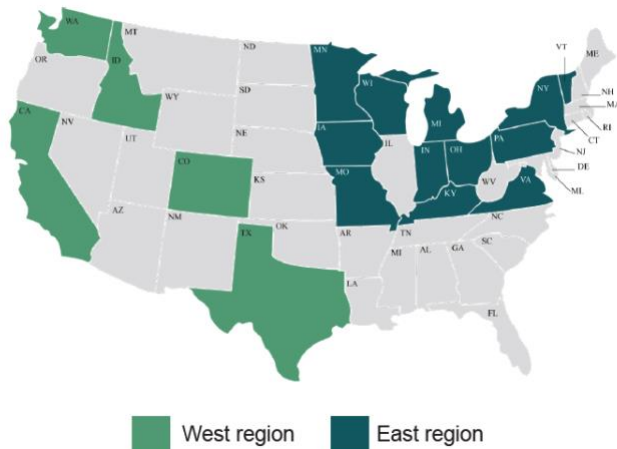 WA
MT
ND
MN
VT
ME
OR
ID
WI
NY
NH
SD
MA
WY
MI
RI
CA
IA
CT
NV
NE
PA
IL
IN
OH
NJ
UT
CO
MO
DE
WV
VA
KS
KY
ML
AZ
NM
OK
NC
TX
AR
TN
SC
MI
AL
GA
LA
FL
West region
East region